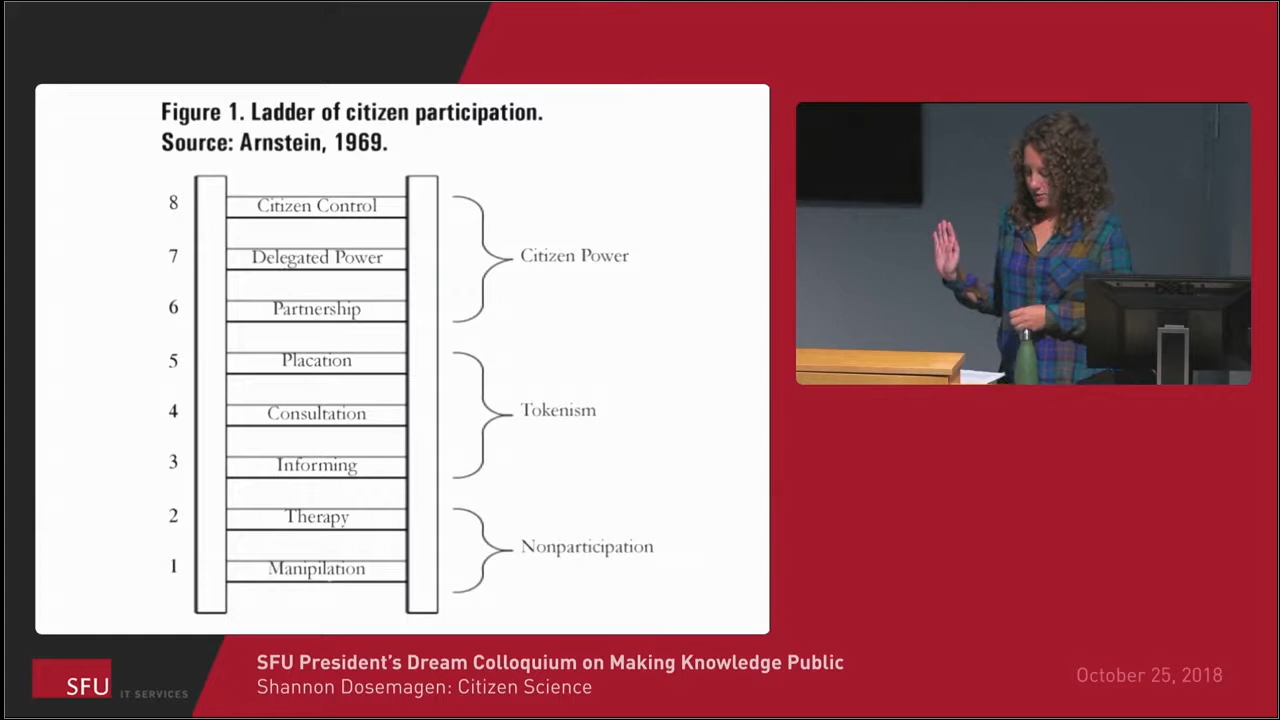 Figure 1. Ladder of citizen participation.
Source: Arnstein, 1969.
8 Citizen Control
7 Delegated Power
6 Partnership
Citizen Power
5 Placation
4 Consultation
3 Informing
Tokenism
2 Therapy
1 Manipilation
Nonparticipation
SFU President's Dream Colloquium on Making Knowledge Public
Shannon Dosemagen: Citizen Science
October 25, 2018
SFU IT SERVICES